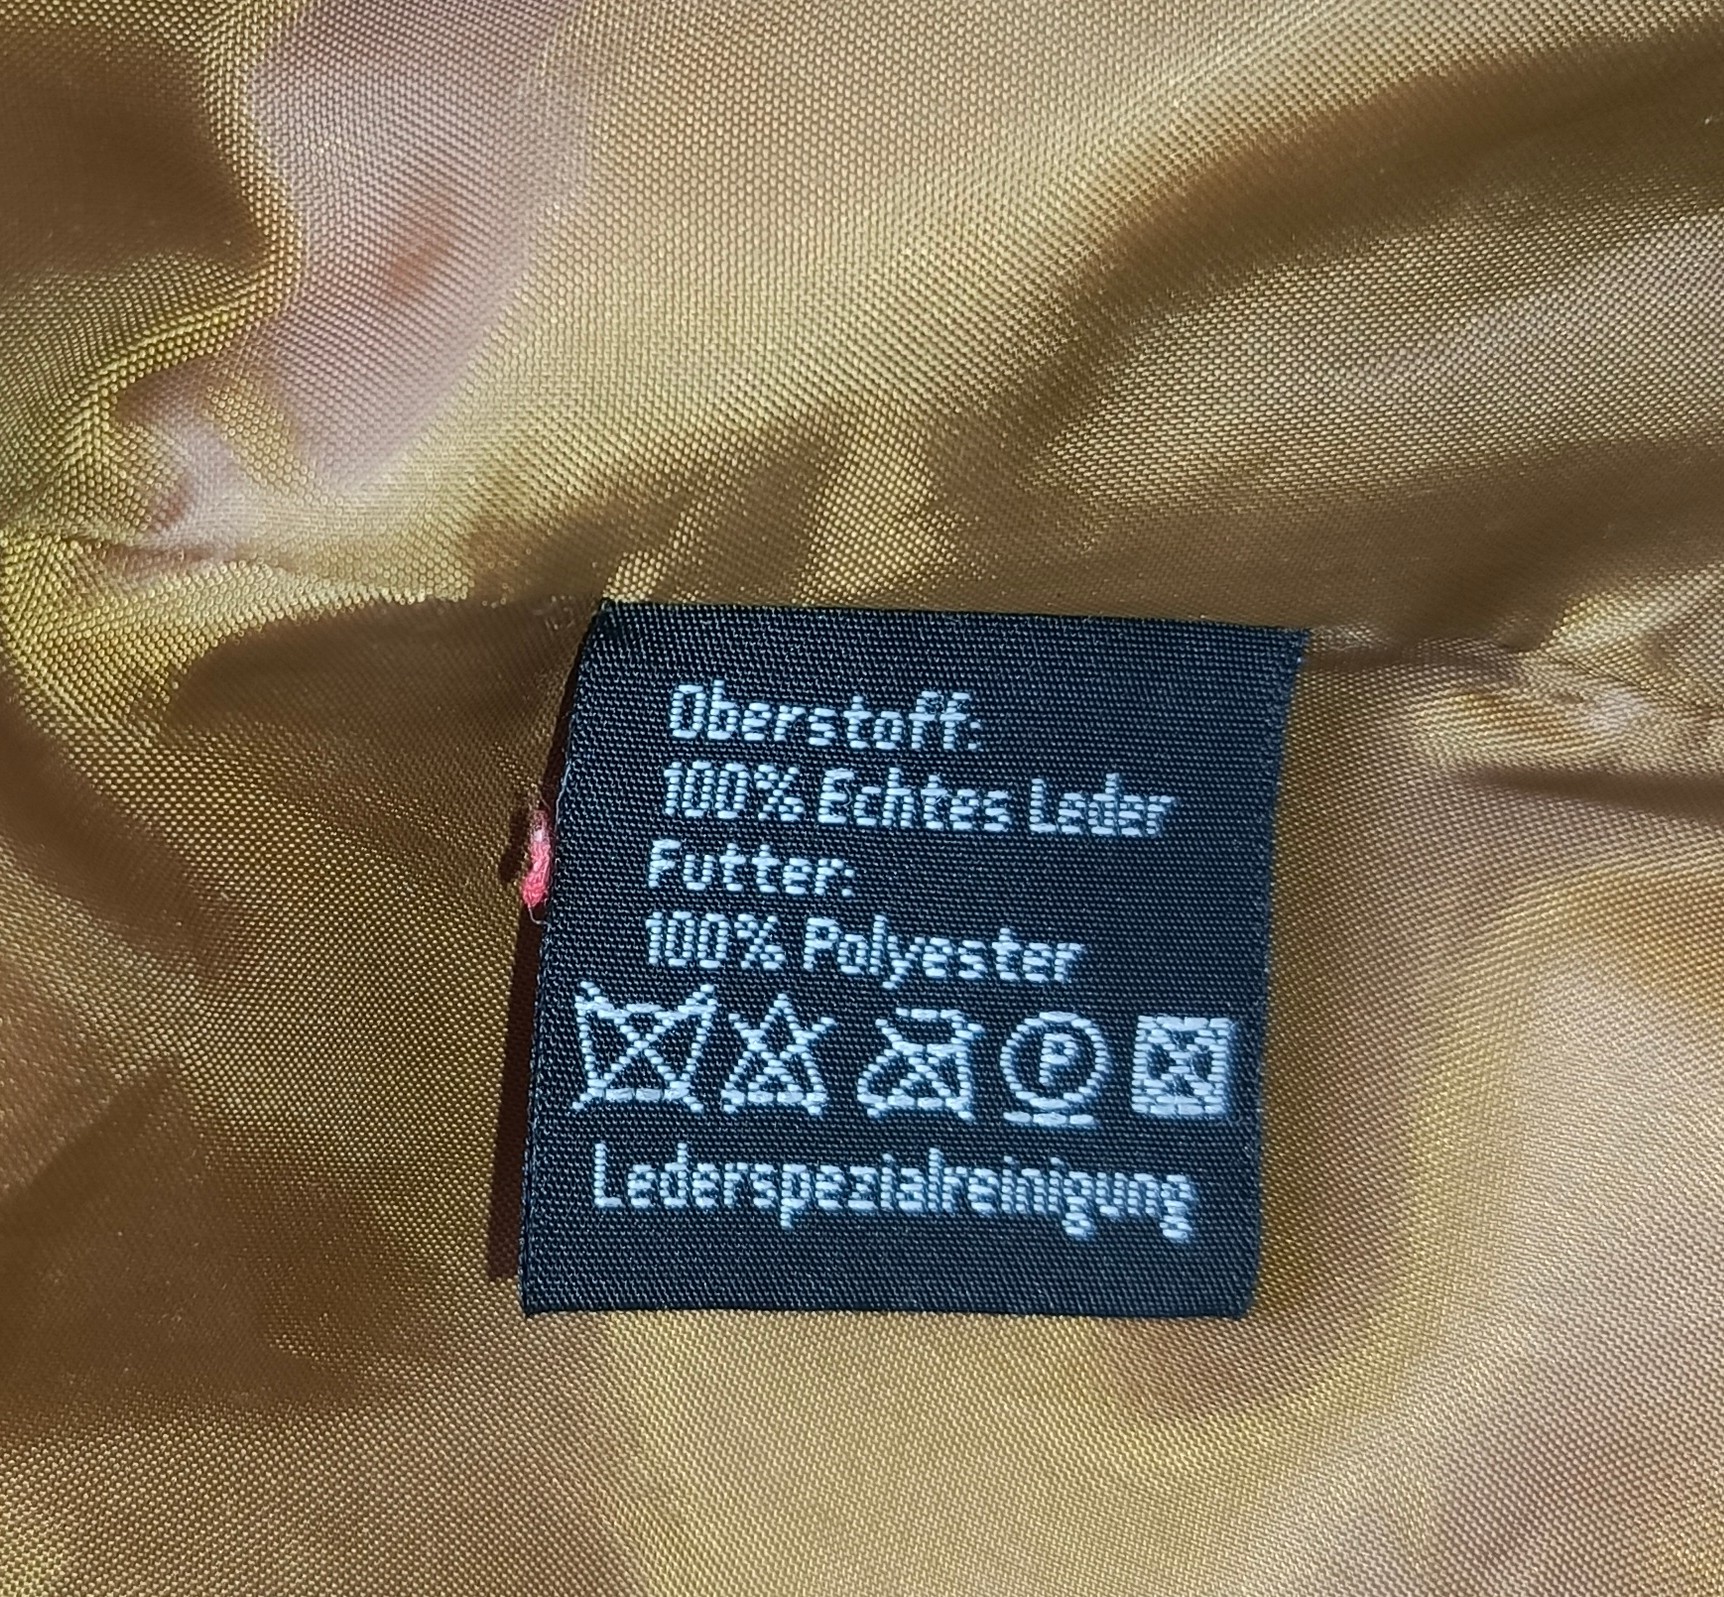 Oberstoff:
100% Echtes Leder
Futter:
100% Polyester
P
Lederspezialreinigung